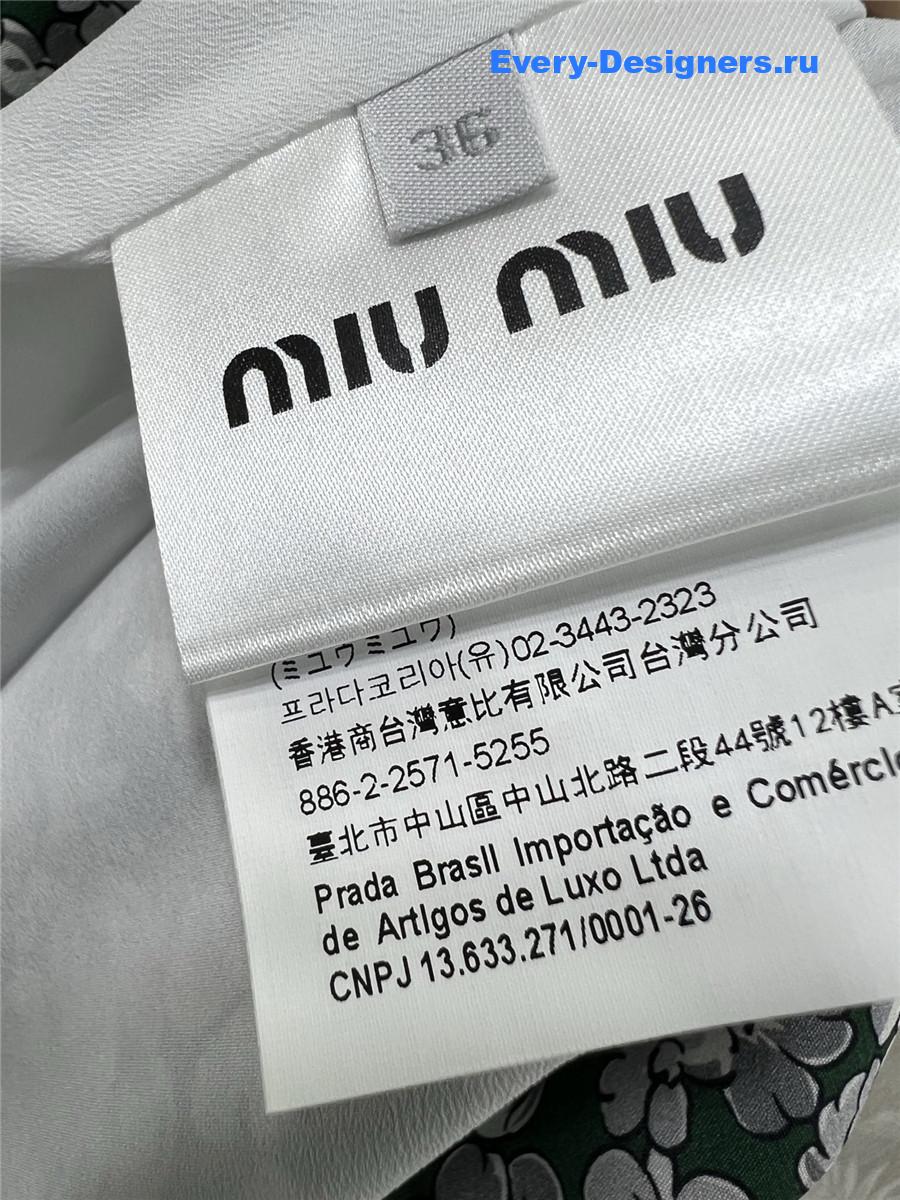 Every-Designers.ru
36
MIU MIU
(ミュウミュウ)
프라다코리아(유)02-3443-2323
香港商台灣意比有限公司台灣分公司
886-2-2571-5255
臺北市中山區中山北路二段44號12樓A室
Prada BrasIl Importação e ComércIo
de ArtIgos de Luxo Ltda
CNPJ 13.633.271/0001-26